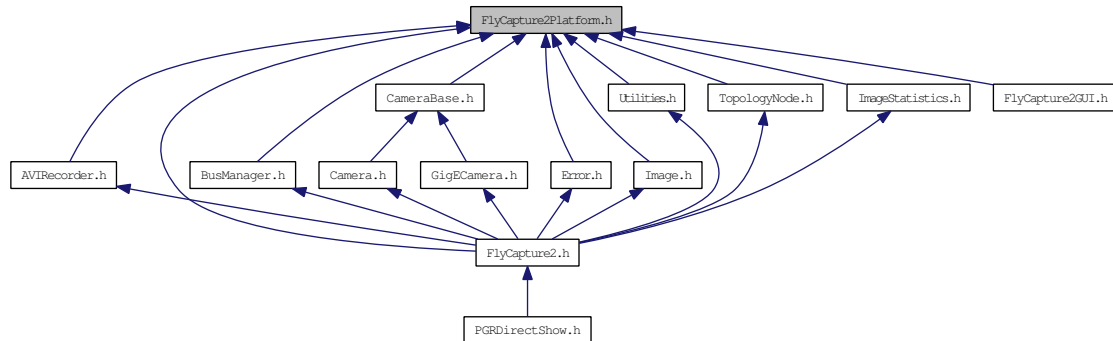 FlyCapture2Platform.h
CameraBase.h
Utilities.h
TopologyNode.h
ImageStatistics.h
FlyCapture2GUI.h
AVIRecorder.h
BusManager.h
Camera.h
GigECamera.h
Error.h
Image.h
FlyCapture2.h
PGRDirectShow.h